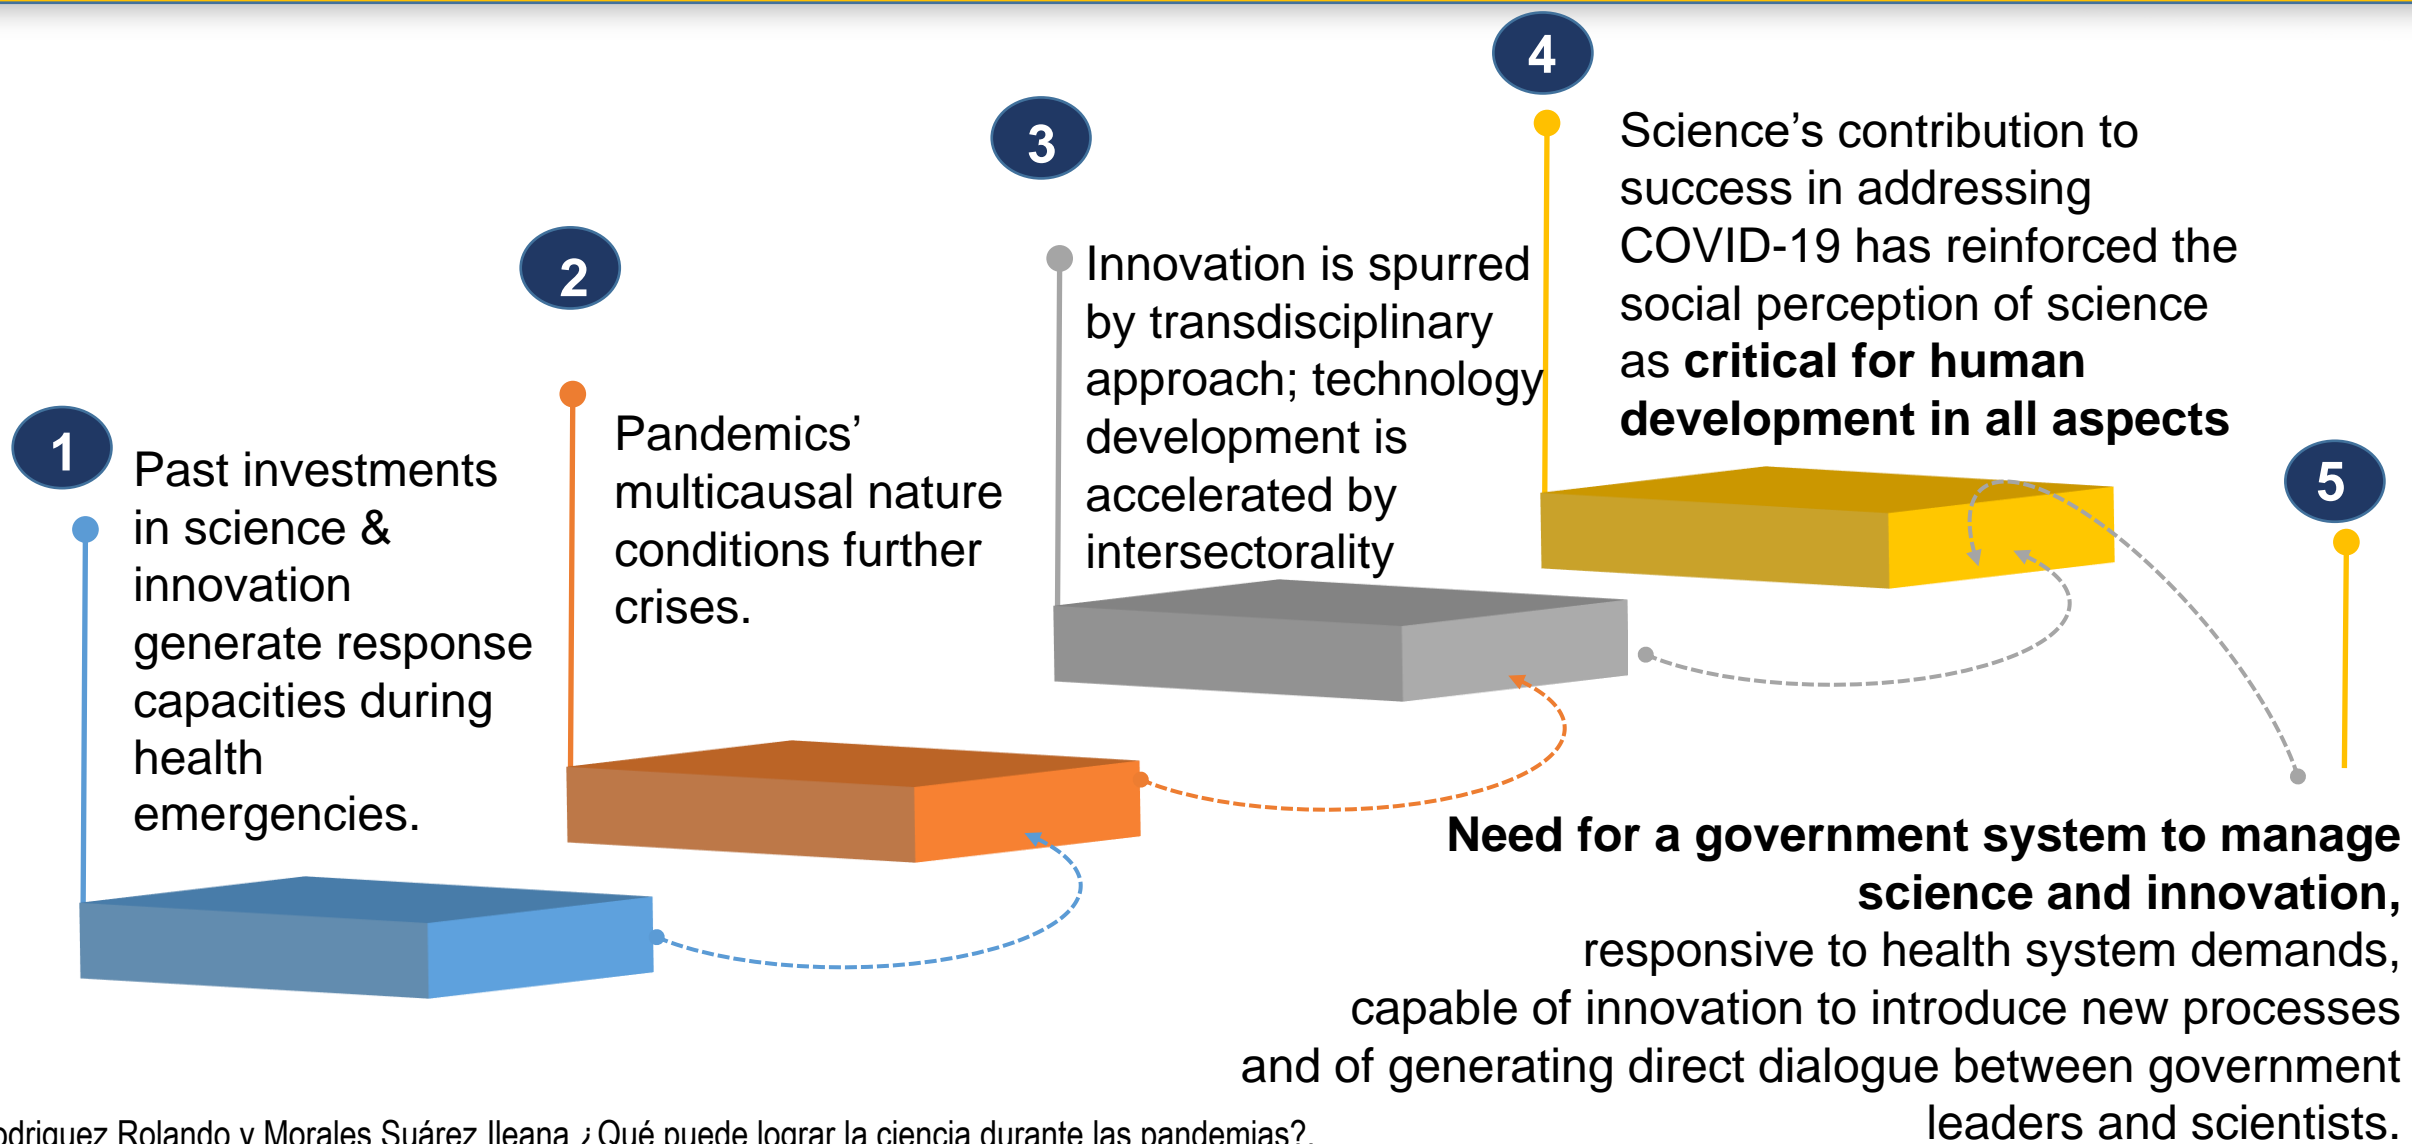 1
Past investments
in science &
innovation
generate response
capacities during
health
emergencies.
2
Pandemics’
multicausal nature
conditions further
crises.
3
Innovation is spurred
by transdisciplinary
approach; technology
development is
accelerated by
intersectorality
4
Science’s contribution to
success in addressing
COVID-19 has reinforced the
social perception of science
as critical for human
development in all aspects
5
Need for a government system to manage
science and innovation,
responsive to health system demands,
capable of innovation to introduce new processes
and of generating direct dialogue between government
leaders and scientists.
Rolando y Morales Suárez Ileana ¿Qué puede lograr la ciencia durante las pandemias?.